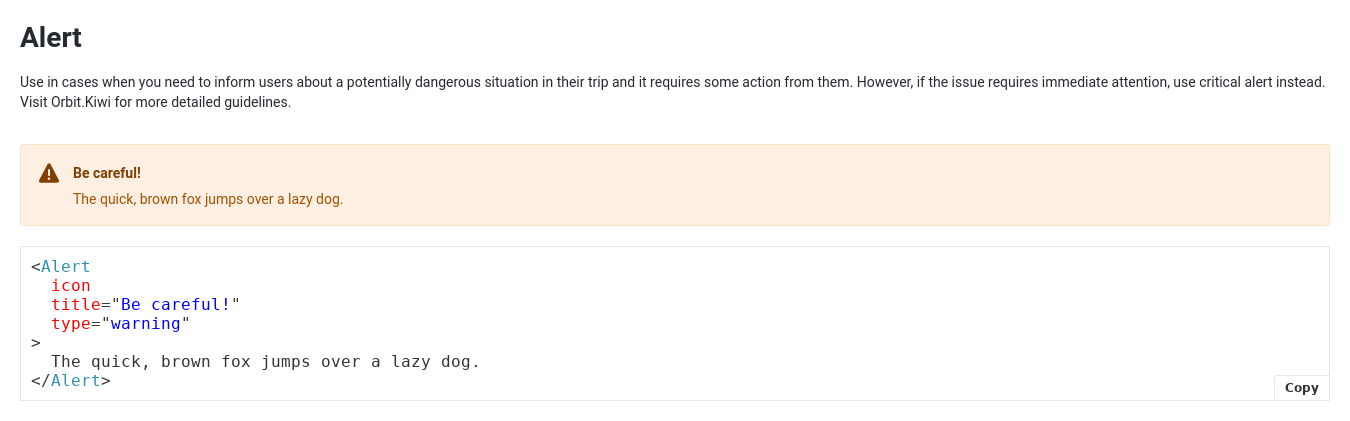 Alert
Use in cases when you need to inform users about a potentially dangerous situation in their trip and it requires some action from them. However, if the issue requires immediate attention, use critical alert instead.
Visit Orbit.Kiwi for more detailed guidelines.
Be careful!
The quick, brown fox jumps over a lazy dog.
<Alert
  icon
  title="Be careful!"
  type="warning"
>
  The quick, brown fox jumps over a lazy dog.
</Alert>
Copy